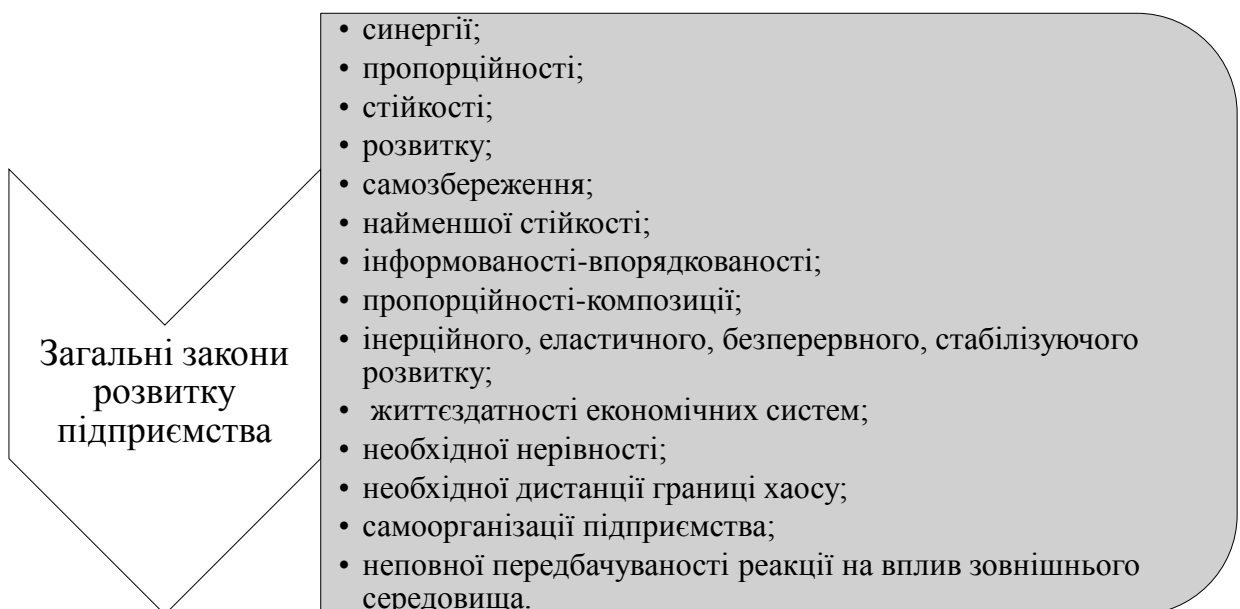 Загальні закони
розвитку
підприємства
• синергії;
• пропорційності;
• стійкості;
• розвитку;
• самозбереження;
• найменшої стійкості;
• інформованості-впорядкованості;
• пропорційності-композиції;
• інерційного, еластичного, безперервного, стабілізуючого
розвитку;
• життєздатності економічних систем;
• необхідної нерівності;
• необхідної дистанції границі хаосу;
• самоорганізації підприємства;
• неповної передбачуваності реакції на вплив зовнішнього
середовища.